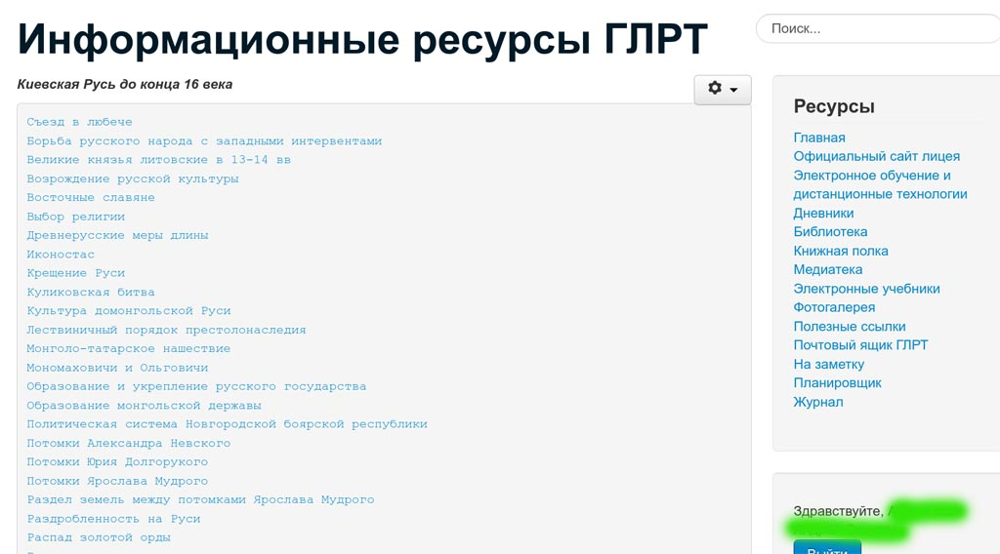 Информационные ресурсы ГЛРТ
Поиск...
Киевская Русь до конца 16 века
Съезд в любече
Борьба русского народа с западными интервентами
Великие князья литовские в 13-14 вв
Возрождение русской культуры
Восточные славяне
Выбор религии
Древнерусские меры длины
Иконостас
Крещение Руси
Куликовская битва
Культура домонгольской Руси
Лествиничный порядок престолонаследия
Монголо-татарское нашествие
Мономаховичи и Ольговичи
Образование и укрепление русского государства
Образование монгольской державы
Политическая система Новгородской боярской республики
Потомки Александра Невского
Потомки Юрия Долгорукого
Потомки Ярослава Мудрого
Раздел земель между потомками Ярослава Мудрого
Раздробленность на Руси
Распад золотой орды
Ресурсы
Главная
Официальный сайт лицея
Электронное обучение и
дистанционные технологии
Дневники
Библиотека
Книжная полка
Медиатека
Электронные учебники
Фотогалерея
Полезные ссылки
Почтовый ящик ГЛРТ
На заметку
Планировщик
Журнал
Здравствуйте,
Выйти